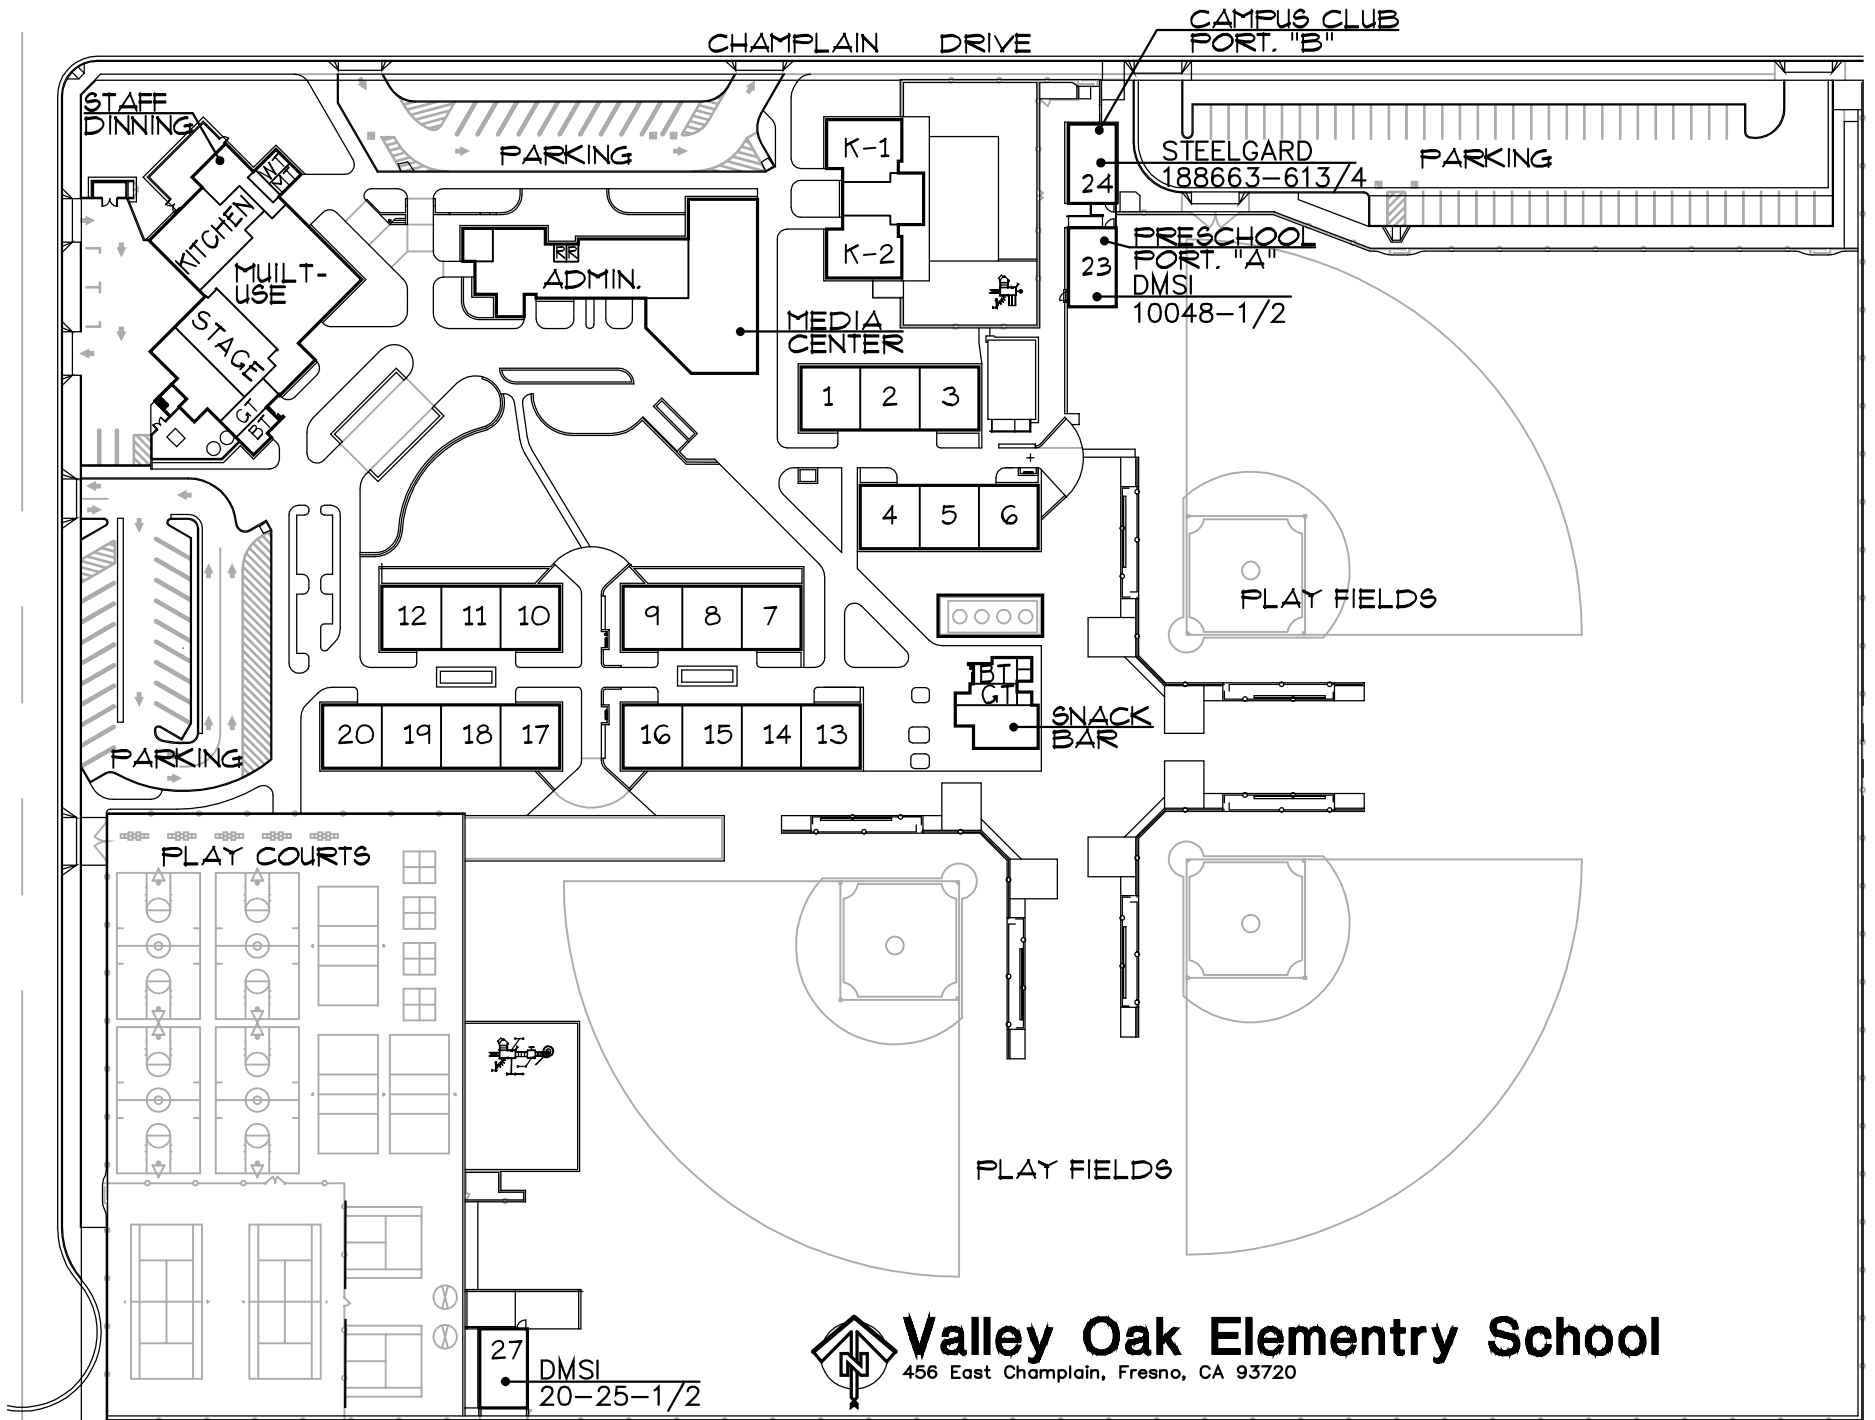 CAMPUS CLUB
PORT. "B"
CHAMPLAIN DRIVE
STAFF
DINNING
PARKING
K-1
STEELGARD
188663-613/4
PARKING
24
WT
MT
KITCHEN
MUILT-
USE
STAGE
GT
BT
RR
ADMIN.
K-2
PRESCHOOL
PORT. "A"
23
DMSI
10048-1/2
MEDIA
CENTER
1 2 3
4 5 6
PLAY FIELDS
12 11 10 9 8 7
BT
GT
SNACK
BAR
20 19 18 17 16 15 14 13
PARKING
PLAY COURTS
PLAY FIELDS
27
DMSI
20-25-1/2
N
Valley Oak Elementry School
456 East Champlain, Fresno, CA 93720